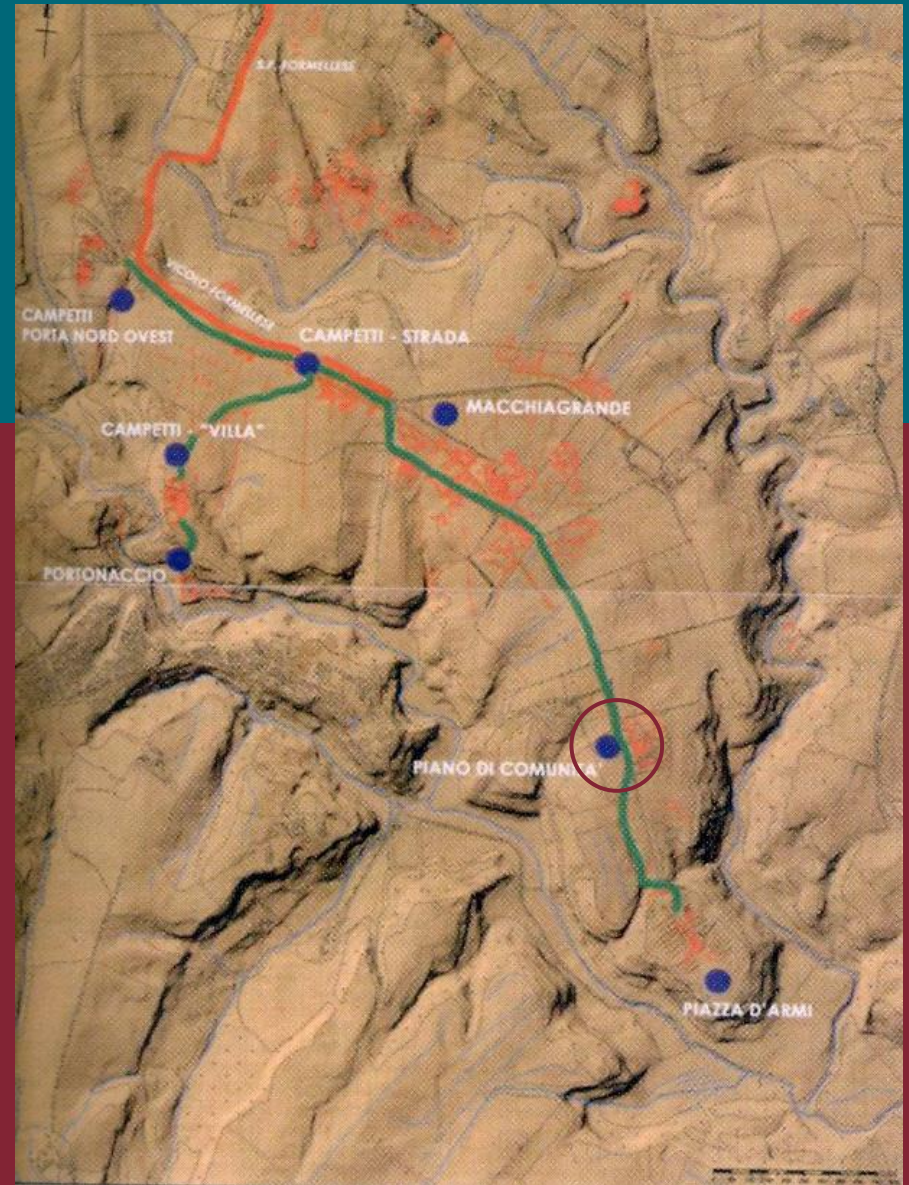 S.P. FORMELLESE
VICOLO FORMELLESE
CAMPETTI
PORTA NORD OVEST
CAMPETTI - STRADA
MACCHIAGRANDE
CAMPETTI - "VILLA"
PORTONACCIO
PIANO DI COMUNITA'
PIAZZA D'ARMI